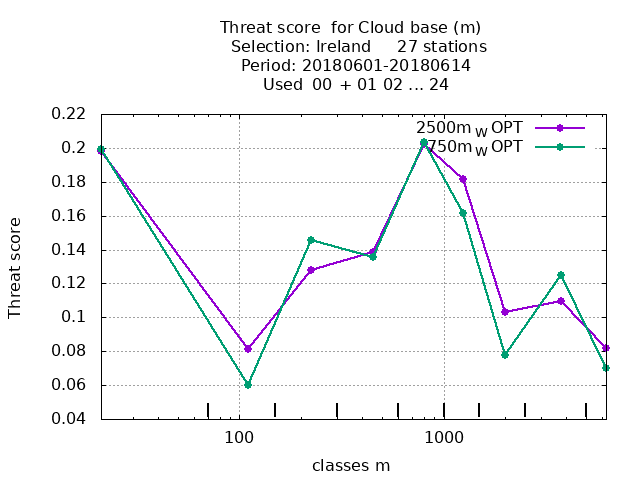 Threat score  for Cloud base (m)
Selection: Ireland     27 stations
Period: 20180601-20180614
Used  00  + 01 02 ... 24
0.22
0.2
0.18
0.16
0.14
0.12
0.1
0.08
0.06
0.04
Threat score
2500m W OPT
750m W OPT
100
1000
classes m